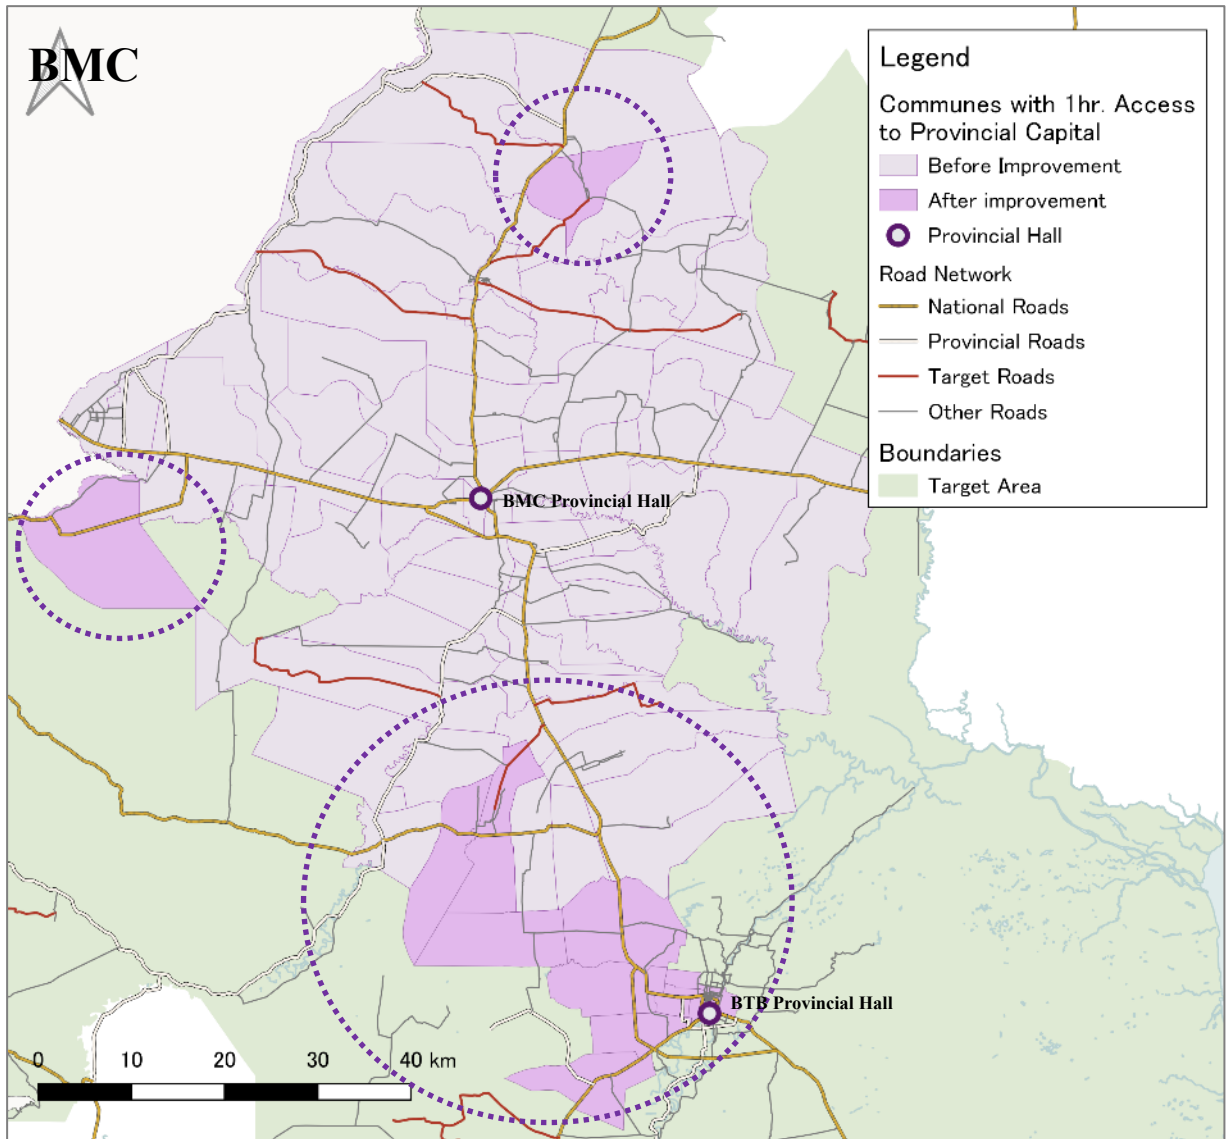 BMC
Legend
Communes with 1hr. Access
to Provincial Capital
Before Improvement
After improvement
Provincial Hall
Road Network
National Roads
Provincial Roads
Target Roads
Other Roads
Boundaries
Target Area
BMC Provincial Hall
BTB Provincial Hall
0 10 20 30 40 km